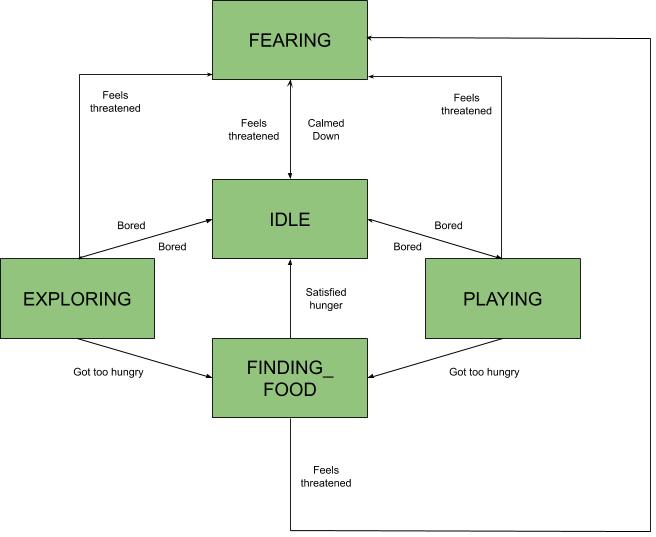 FEARING
Feels
threatened
Feels
threatened
Feels
threatened
Calmed
Down
IDLE
Bored
Bored
Bored
Bored
EXPLORING
Satisfied
hunger
PLAYING
Got too hungry
FINDING_
FOOD
Got too hungry
Feels
threatened